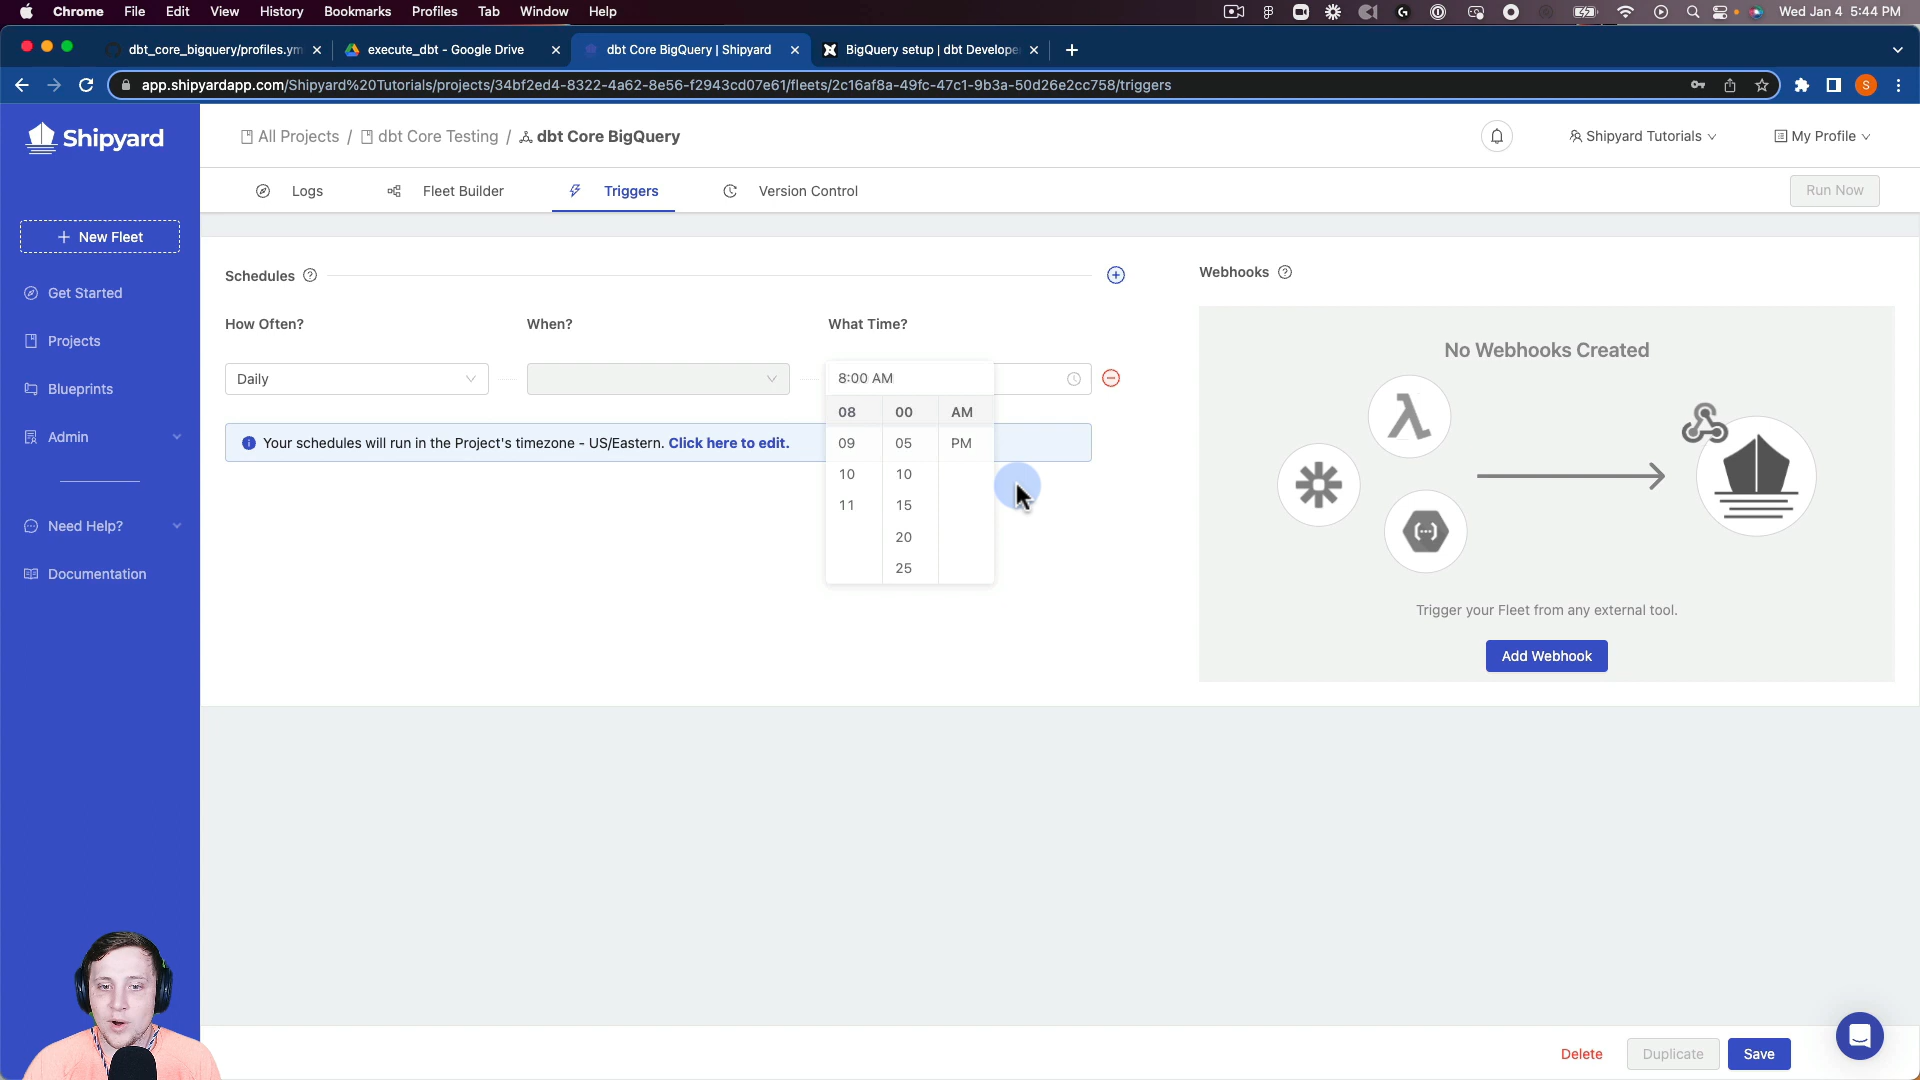 Chrome File Edit View History Bookmarks Profiles Tab Window Help Wed Jan 4 5:44 PM
dbt_core_bigquery/profiles.ym execute_dbt - Google Drive dbt Core BigQuery | Shipyard BigQuery setup | dbt Develope
app.shipyardapp.com/Shipyard%20Tutorials/projects/34bf2ed4-8322-4a62-8e56-f2943cd07e61/fleets/2c16af8a-49fc-47c1-9b3a-50d26e2cc758/triggers S
Shipyard
All Projects / dbt Core Testing / dbt Core BigQuery Shipyard Tutorials My Profile
Logs Fleet Builder Triggers Version Control Run Now
+ New Fleet
Get Started
Projects
Blueprints
Admin
Need Help?
Documentation
Schedules
How Often? When? What Time?
Daily 8:00 AM
08 00 AM
09 05 PM
10 10
11 15
20
25
Your schedules will run in the Project's timezone - US/Eastern. Click here to edit.
Webhooks
No Webhooks Created
Trigger your Fleet from any external tool.
Add Webhook
Delete Duplicate Save